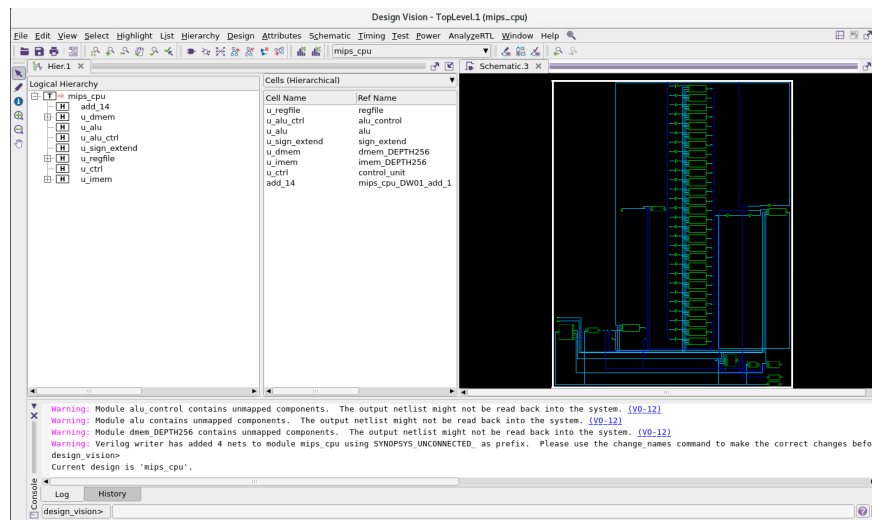 Design Vision - TopLevel.1 (mips_cpu)
File Edit View Select Highlight List Hierarchy Design Attributes Schematic Timing Test Power AnalyzeRTL Window Help
mips_cpu
Hier.1
Schematic.3
Logical Hierarchy
T mips_cpu
H add_14
H u_dmem
H u_alu
H u_alu_ctrl
H u_sign_extend
H u_regfile
H u_ctrl
H u_imem
Cells (Hierarchical)
Cell Name Ref Name
u_regfile regfile
u_alu_ctrl alu_control
u_alu alu
u_sign_extend sign_extend
u_dmem dmem_DEPTH256
u_imem imem_DEPTH256
u_ctrl control_unit
add_14 mips_cpu_DW01_add_1
Warning: Module alu_control contains unmapped components. The output netlist might not be read back into the system. (VO-12)
Warning: Module alu contains unmapped components. The output netlist might not be read back into the system. (VO-12)
Warning: Module dmem_DEPTH256 contains unmapped components. The output netlist might not be read back into the system. (VO-12)
Warning: Verilog writer has added 4 nets to module mips_cpu using SYNOPSYS_UNCONNECTED_ as prefix. Please use the change_names command to make the correct changes befo
design_vision>
Current design is 'mips_cpu'.
Console
Log History
design_vision>